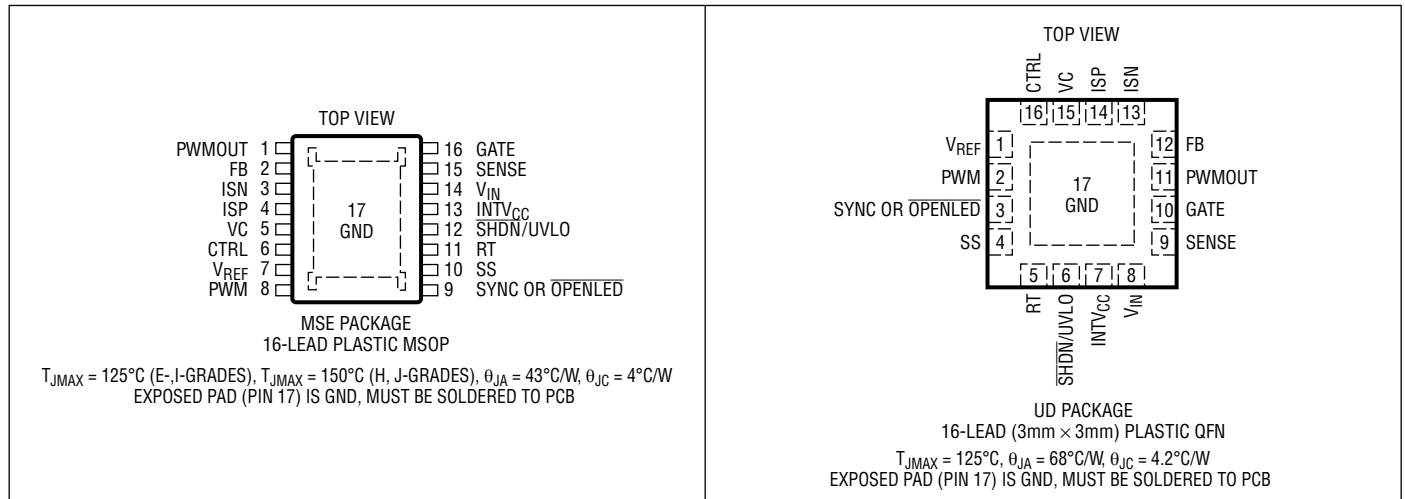 TOP VIEW
PWMOUT 1
FB 2
ISN 3
ISP 4
VC 5
CTRL 6
VREF 7
PWM 8
17
GND
16 GATE
15 SENSE
14 VIN
13 INTVCC
12 SHDN/UVLO
11 RT
10 SS
9 SYNC OR OPENLED
MSE PACKAGE
16-LEAD PLASTIC MSOP
TJMAX = 125°C (E-,I-GRADES), TJMAX = 150°C (H, J-GRADES), θJA = 43°C/W, θJC = 4°C/W
EXPOSED PAD (PIN 17) IS GND, MUST BE SOLDERED TO PCB
TOP VIEW
CTRL VC ISP ISN
16 15 14 13
VREF 1
PWM 2
SYNC OR OPENLED 3
SS 4
17
GND
12 FB
11 PWMOUT
10 GATE
9 SENSE
5 6 7 8
RT SHDN/UVLO INTVCC VIN
UD PACKAGE
16-LEAD (3mm × 3mm) PLASTIC QFN
TJMAX = 125°C, θJA = 68°C/W, θJC = 4.2°C/W
EXPOSED PAD (PIN 17) IS GND, MUST BE SOLDERED TO PCB